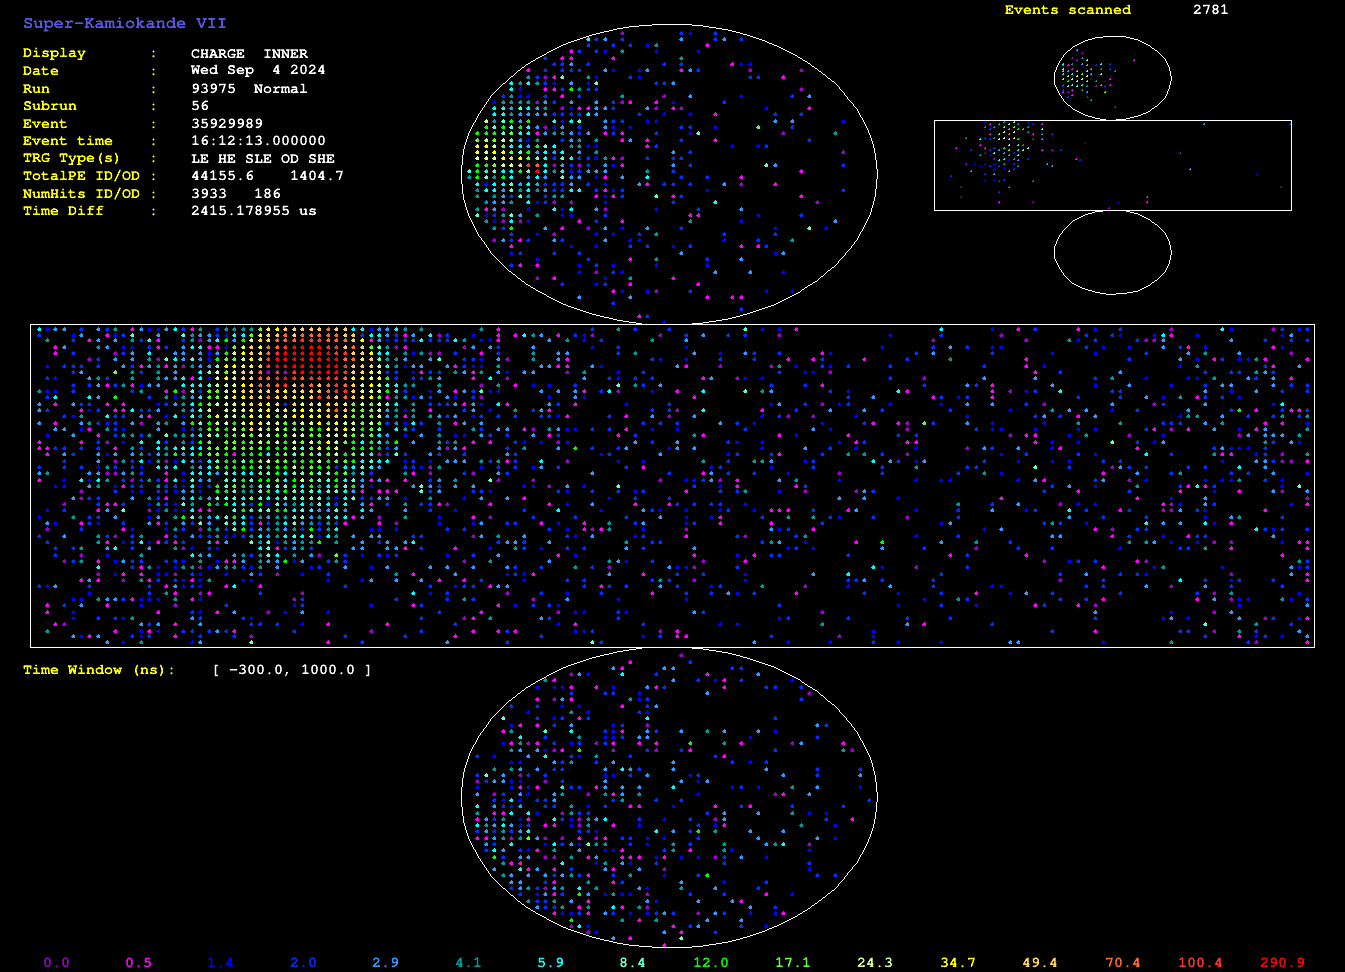 Super-Kamiokande VII
Events scanned 2781
Display : CHARGE INNER
Date : Wed Sep 4 2024
Run : 93975 Normal
Subrun : 56
Event : 35929989
Event time : 16:12:13.000000
TRG Type(s) : LE HE SLE OD SHE
TotalPE ID/OD : 44155.6 1404.7
NumHits ID/OD : 3933 186
Time Diff : 2415.178955 us
Time Window (ns): [ -300.0, 1000.0 ]
0.0 0.5 1.4 2.0 2.9 4.1 5.9 8.4 12.0 17.1 24.3 34.7 49.4 70.4 100.4 290.9